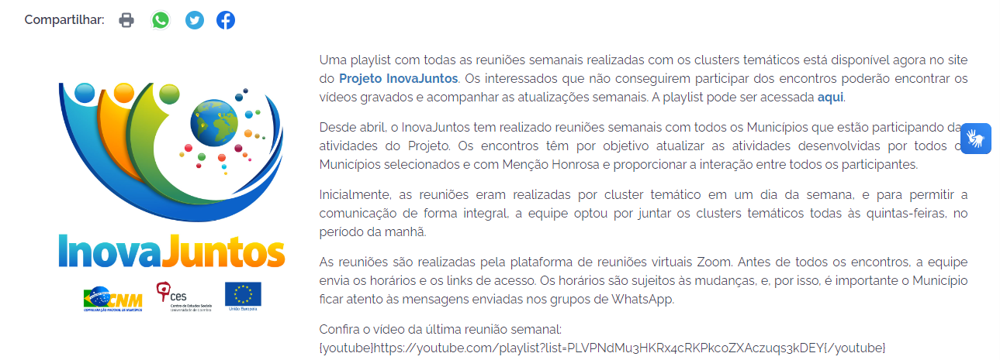 Compartilhar:
Uma playlist com todas as reuniões semanais realizadas com os clusters temáticos está disponível agora no site
do Projeto InovaJuntos. Os interessados que não conseguirem participar dos encontros poderão encontrar os
vídeos gravados e acompanhar as atualizações semanais. A playlist pode ser acessada aqui.
Desde abril, o InovaJuntos tem realizado reuniões semanais com todos os Municípios que estão participando da
atividades do Projeto. Os encontros têm por objetivo atualizar as atividades desenvolvidas por todos o
Municípios selecionados e com Menção Honrosa e proporcionar a interação entre todos os participantes.
Inicialmente, as reuniões eram realizadas por cluster temático em um dia da semana, e para permitir a
comunicação de forma integral, a equipe optou por juntar os clusters temáticos todas às quintas-feiras, no
período da manhã.
As reuniões são realizadas pela plataforma de reuniões virtuais Zoom. Antes de todos os encontros, a equipe
envia os horários e os links de acesso. Os horários são sujeitos às mudanças, e, por isso, é importante o Município
ficar atento às mensagens enviadas nos grupos de WhatsApp.
Confira o vídeo da última reunião semanal:
{youtube}https://youtube.com/playlist?list=PLVPNdMu3HKRx4cRKPkcoZXAczuqs3kDEY{/youtube}
InovaJuntos
CNM
CONFEDERAÇÃO NACIONAL DE MUNICÍPIOS
ces
Centro de Estudos Sociais
Universidade de Coimbra
União Europeia